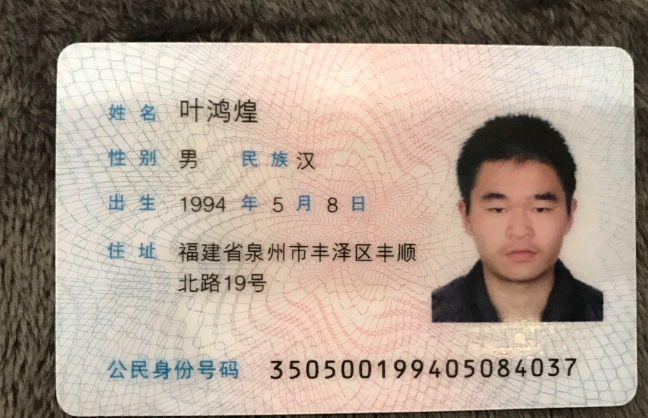 姓名 叶鸿煌
性别 男 民族 汉
出生 1994 年 5 月 8 日
住址 福建省泉州市丰泽区丰顺
北路19号
公民身份号码 350500199405084037